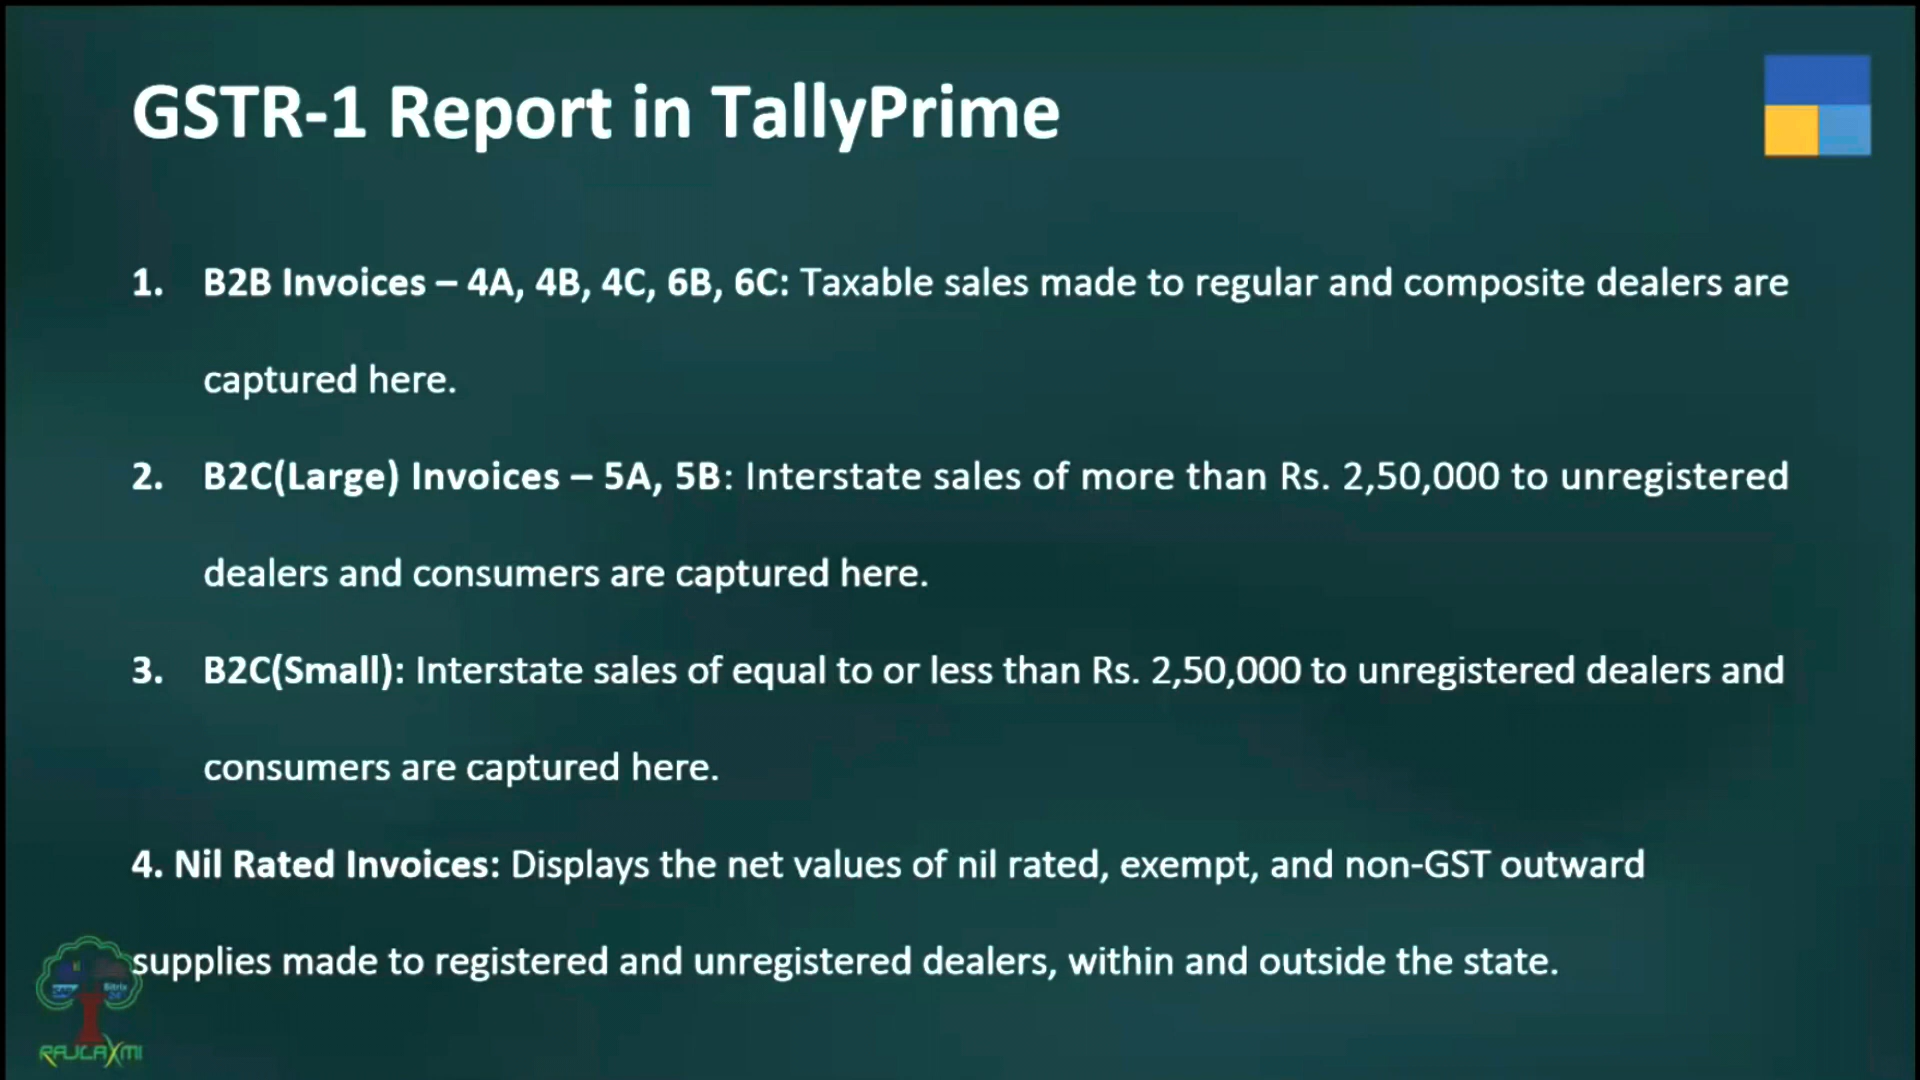 GSTR-1 Report in TallyPrime
1. B2B Invoices – 4A, 4B, 4C, 6B, 6C: Taxable sales made to regular and composite dealers are
captured here.
2. B2C(Large) Invoices – 5A, 5B: Interstate sales of more than Rs. 2,50,000 to unregistered
dealers and consumers are captured here.
3. B2C(Small): Interstate sales of equal to or less than Rs. 2,50,000 to unregistered dealers and
consumers are captured here.
4. Nil Rated Invoices: Displays the net values of nil rated, exempt, and non-GST outward
supplies made to registered and unregistered dealers, within and outside the state.
Bitrix
RAJLAXMI